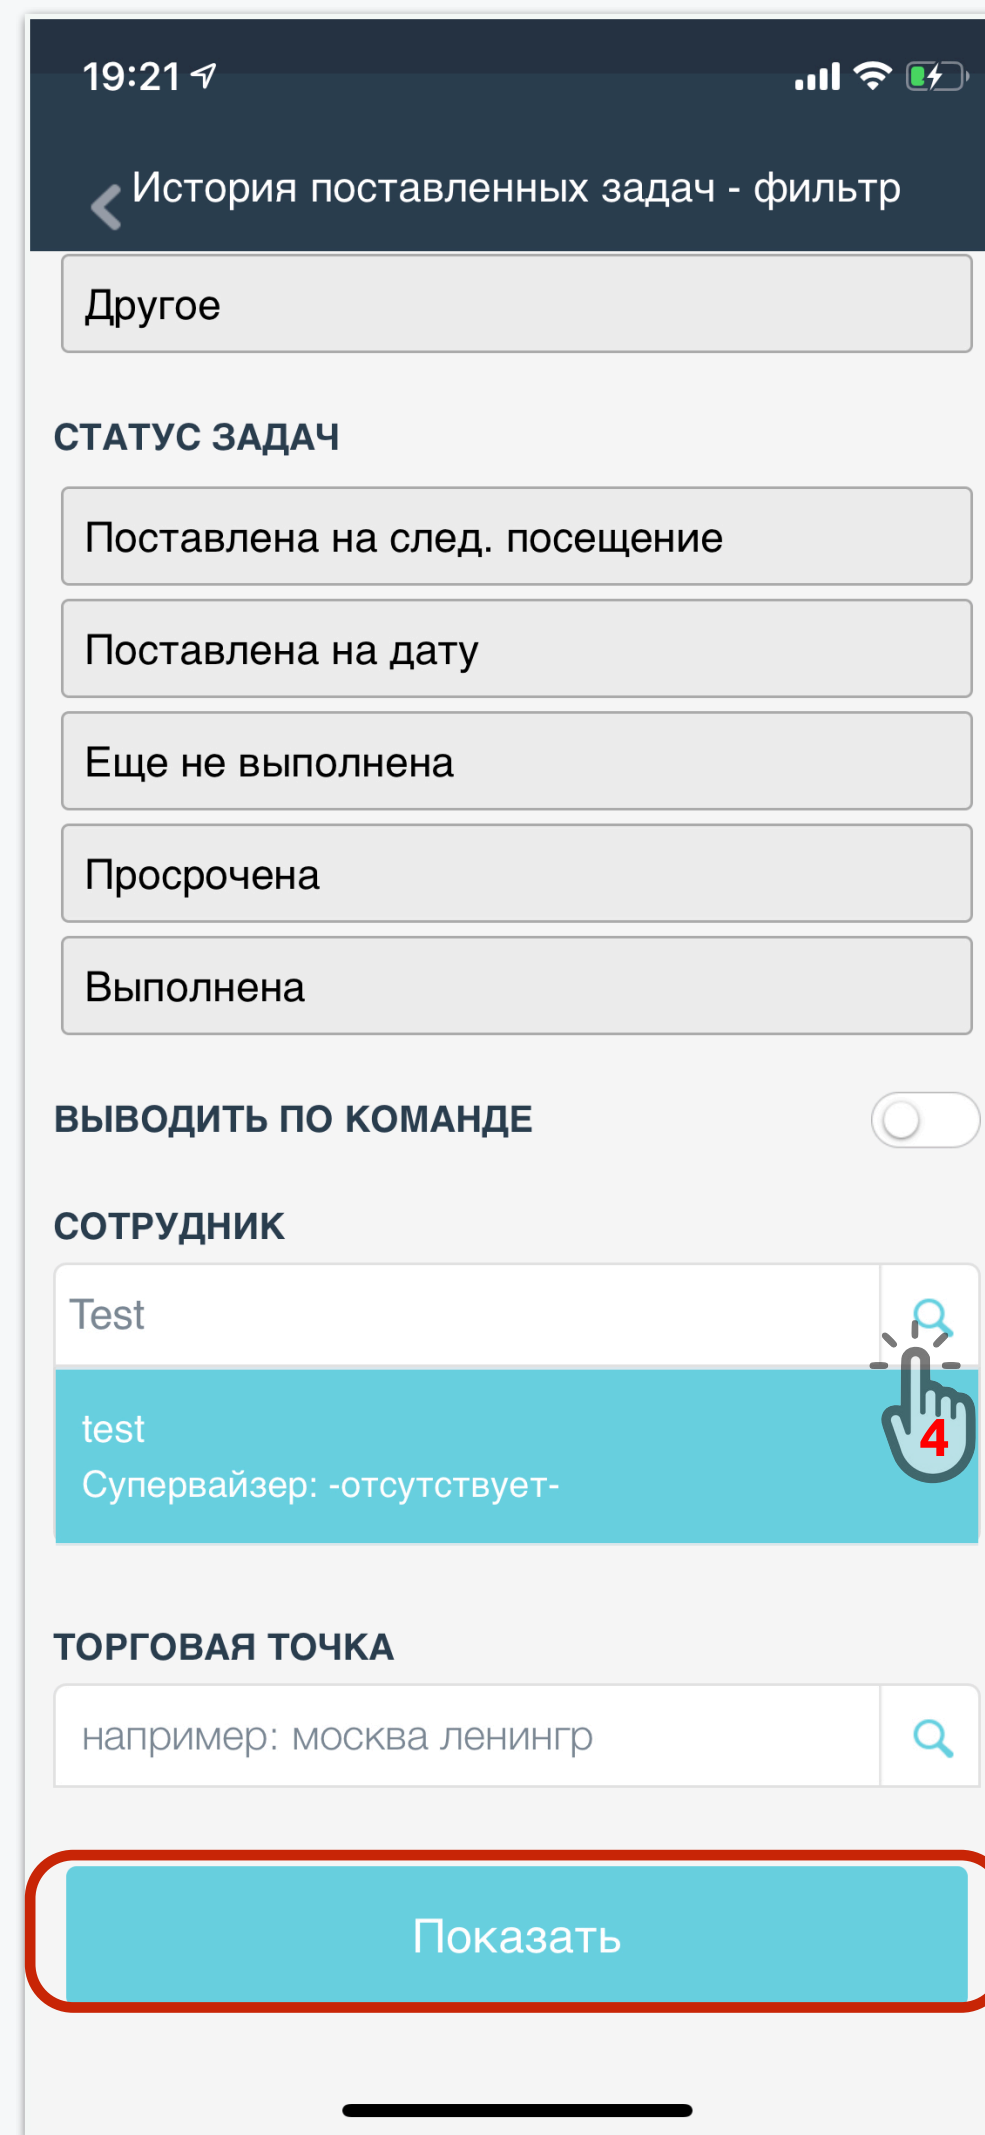 19:21
История поставленных задач - фильтр
Другое
СТАТУС ЗАДАЧ
Поставлена на след. посещение
Поставлена на дату
Еще не выполнена
Просрочена
Выполнена
ВЫВОДИТЬ ПО КОМАНДЕ
СОТРУДНИК
Test
test
4
Супервайзер: -отсутствует-
ТОРГОВАЯ ТОЧКА
например: москва ленингр
Показать